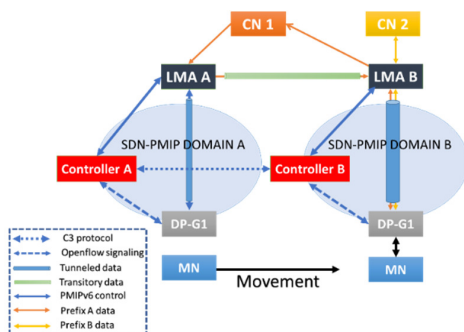 CN 1
CN 2
LMA A
LMA B
SDN-PMIP DOMAIN A
SDN-PMIP DOMAIN B
Controller A
Controller B
DP-G1
DP-G1
MN
MN
Movement
C3 protocol
Openflow signaling
Tunneled data
Transitory data
PMIPv6 control
Prefix A data
Prefix B data